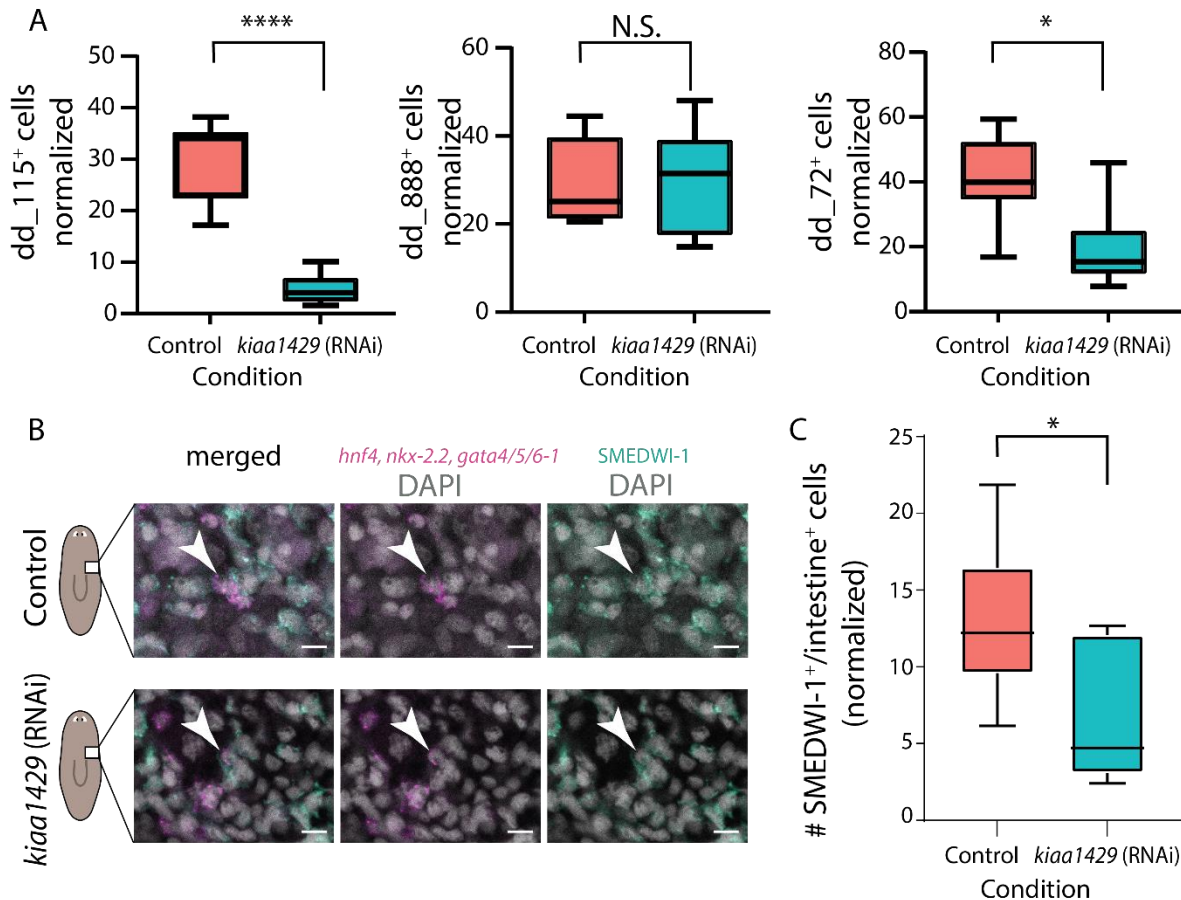 A
****
50
40
30
20
10
0
dd_115⁺ cells
normalized
Control kiaa1429 (RNAi)
Condition
N.S.
60
40
20
0
dd_888⁺ cells
normalized
Control kiaa1429 (RNAi)
Condition
*
80
60
40
20
0
dd_72⁺ cells
normalized
Control kiaa1429 (RNAi)
Condition
B
merged
hnf4, nkx-2.2, gata4/5/6-1
DAPI
SMEDWI-1
DAPI
Control
kiaa1429 (RNAi)
C
*
25
20
15
10
5
0
# SMEDWI-1⁺/intestine⁺ cells
(normalized)
Control kiaa1429 (RNAi)
Condition